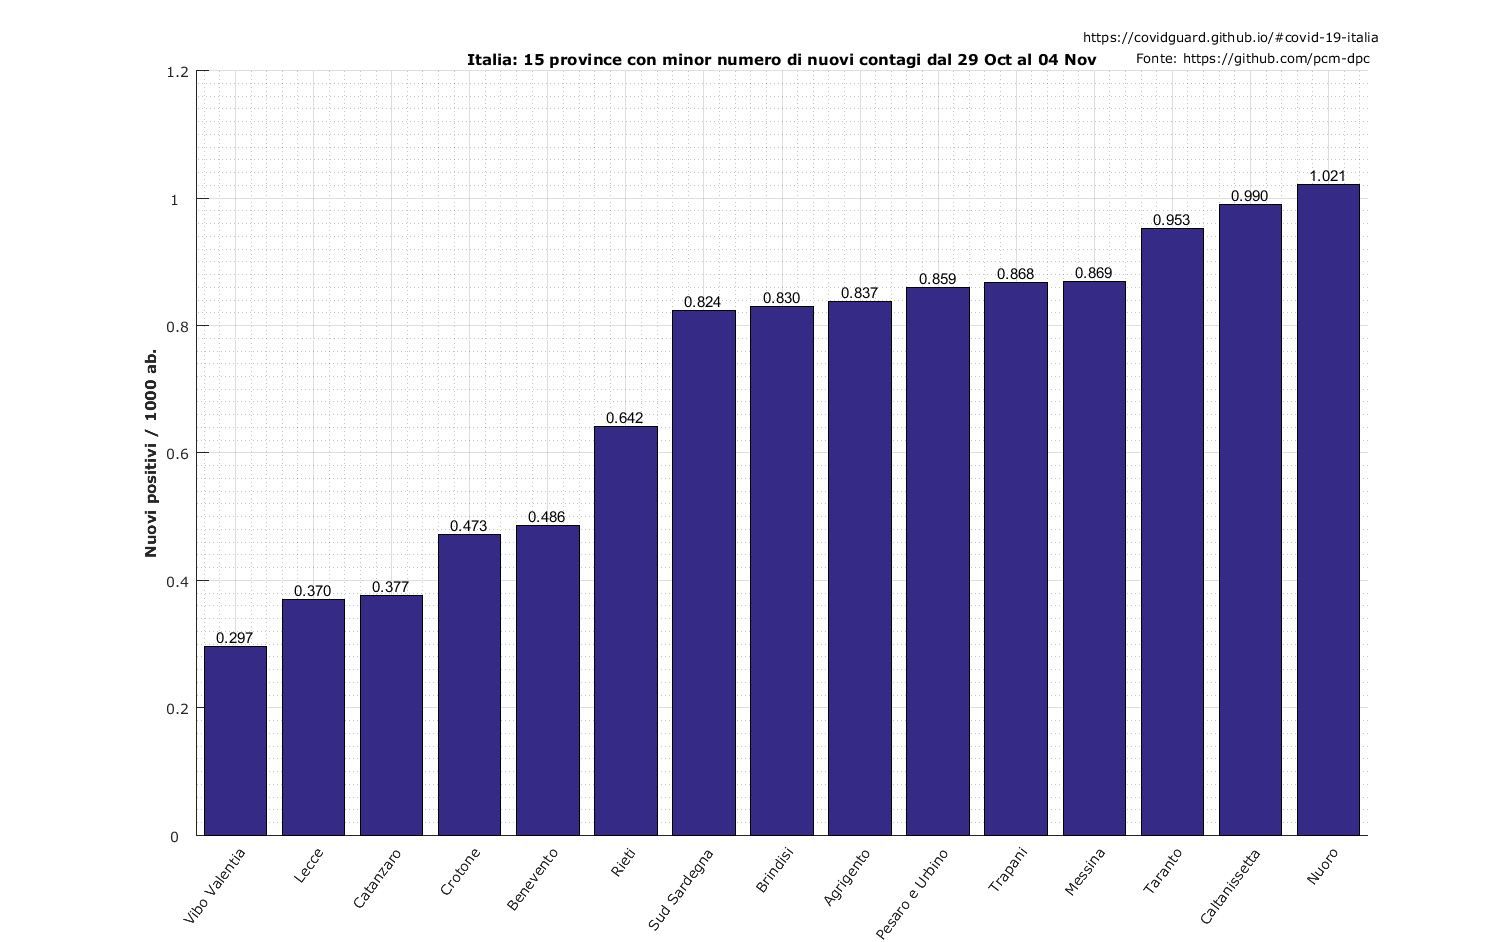 https://covidguard.github.io/#covid-19-italia
Italia: 15 province con minor numero di nuovi contagi dal 29 Oct al 04 Nov
Fonte: https://github.com/pcm-dpc
Nuovi positivi / 1000 ab.
1.2
1
0.8
0.6
0.4
0.2
0
0.297
0.370
0.377
0.473
0.486
0.642
0.824
0.830
0.837
0.859
0.868
0.869
0.953
0.990
1.021
Vibo Valentia
Lecce
Catanzaro
Crotone
Benevento
Rieti
Sud Sardegna
Brindisi
Agrigento
Pesaro e Urbino
Trapani
Messina
Taranto
Caltanissetta
Nuoro